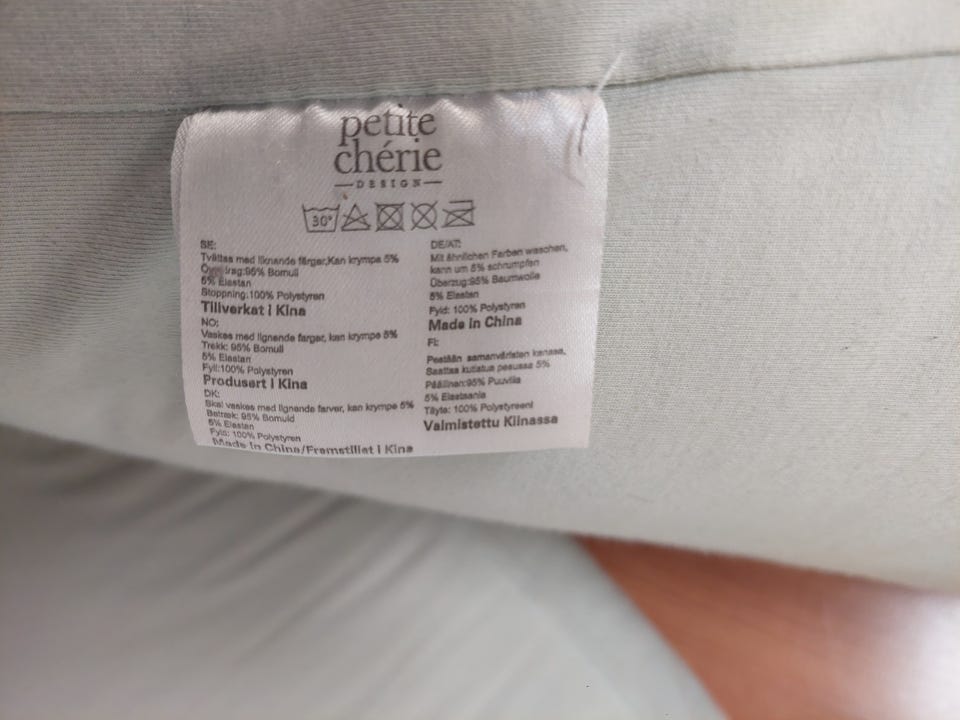 petite
chérie
DESIGN
30°
SE:
Tvättas med liknande färger,Kan krympe 5%
Överdrag:95% Bomull
5% Elastan
Stoppning:100% Polystyren
Tillverkat i Kina
NO:
Vaskes med lignende farger, kan krympe 5%
Trekk: 95% Bomull
5% Elastan
Fyll:100% Polystyren
Produsert i Kina
DK:
Skal vaskes med lignende farver, kan krympe 5%
Betræk: 95% Bomuld
5% Elastan
Fyld: 100% Polystyren
Made in China/Fremstillet i Kina
DE/AT:
Mit ähnlichen Farben waschen,
kann um 5% schrumpfen
Überzug:95% Baumwolle
5% Elasten
Fyld: 100% Polystyren
Made in China
FI:
Pestään samanväristen kanssa,
Saattaa kutistua pesussa 5%
Päällinen:95% Puuvilla
5% Elastaania
Täyte: 100% Polystyreeni
Valmistettu Kiinassa